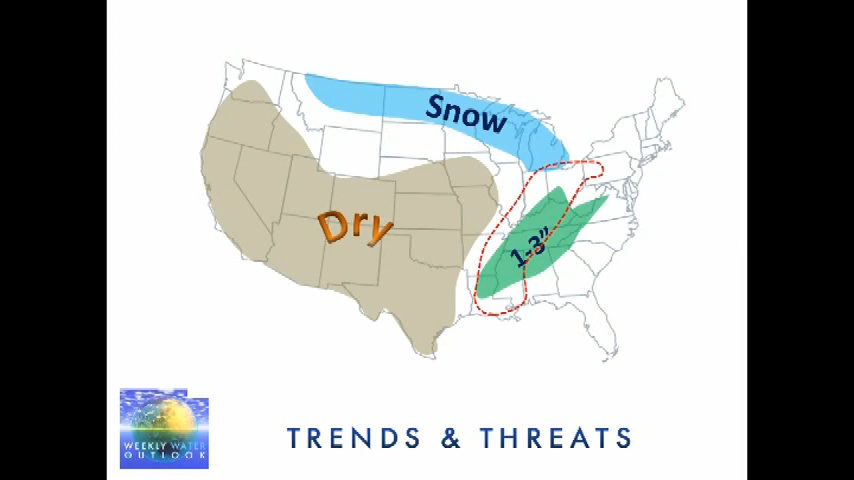 Snow
Dry
1-3"
WEEKLY WATER
OUTLOOK
TRENDS & THREATS